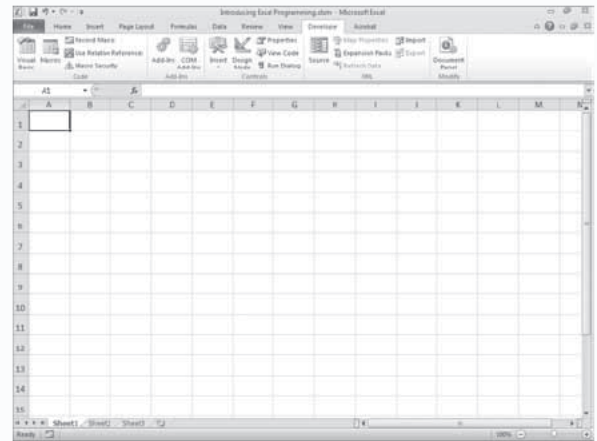 Introducing Excel Programming.xlsm - Microsoft Excel
File Home Insert Page Layout Formulas Data Review View Developer Acrobat
Visual Basic
Macros
Record Macro
Use Relative References
Macro Security
Code
Add-Ins
COM Add-Ins
Add-Ins
Insert
Design Mode
Properties
View Code
Run Dialog
Controls
Source
Map Properties
Expansion Packs
Refresh Data
Import
Export
XML
Document Panel
Modify
A1 fx
A B C D E F G H I J K L M N
1
2
3
4
5
6
7
8
9
10
11
12
13
14
15
Sheet1 Sheet2 Sheet3
Ready 100%